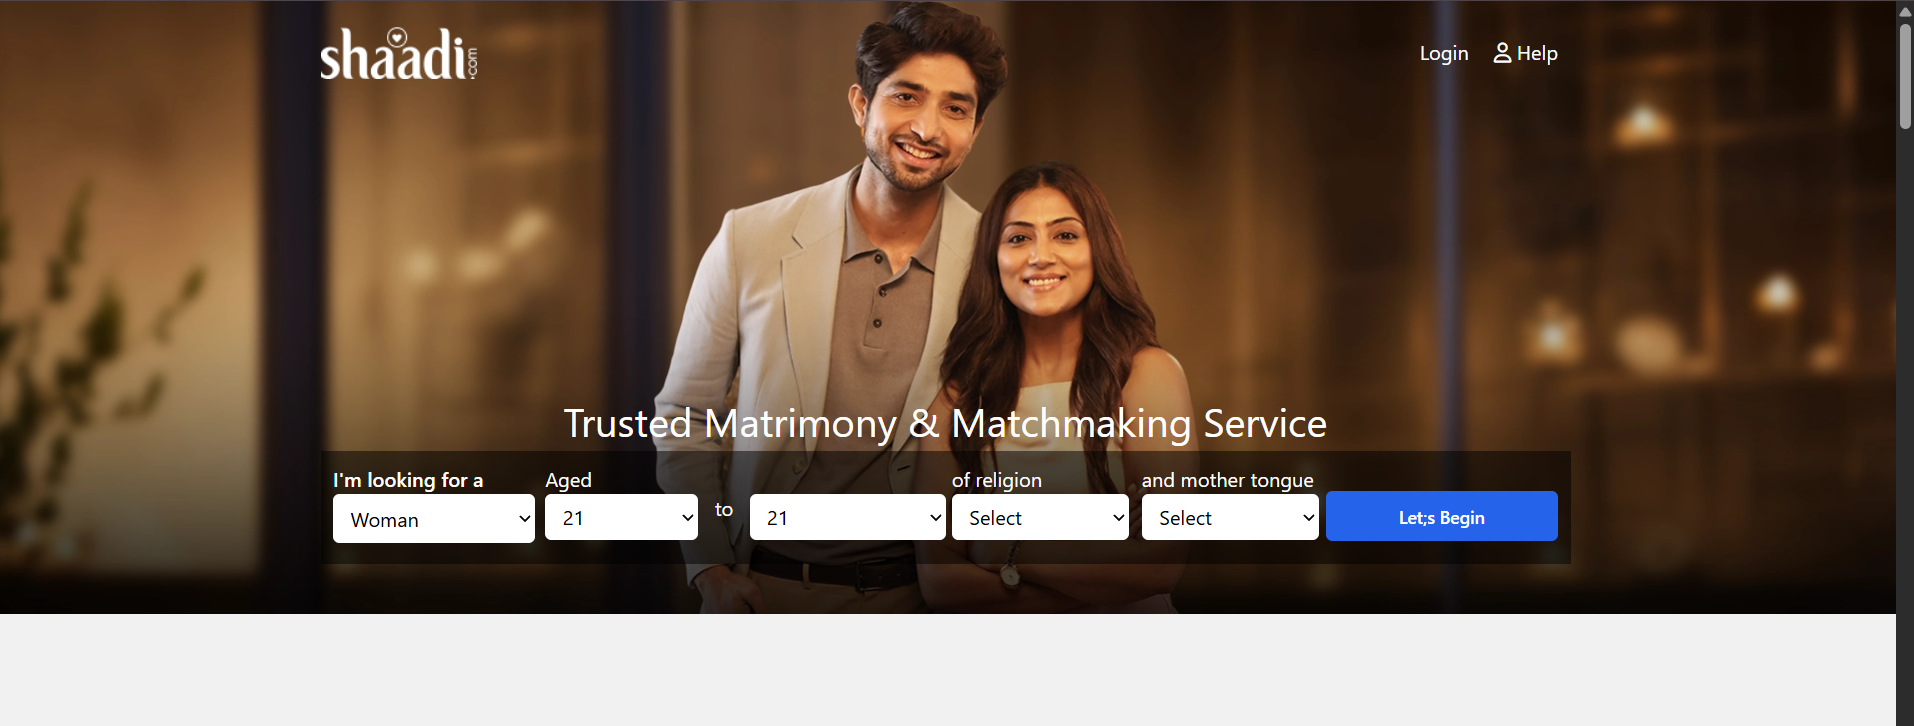 shaadi.com
Login Help
Trusted Matrimony & Matchmaking Service
I'm looking for a Aged of religion and mother tongue
Woman 21 to 21 Select Select Let;s Begin